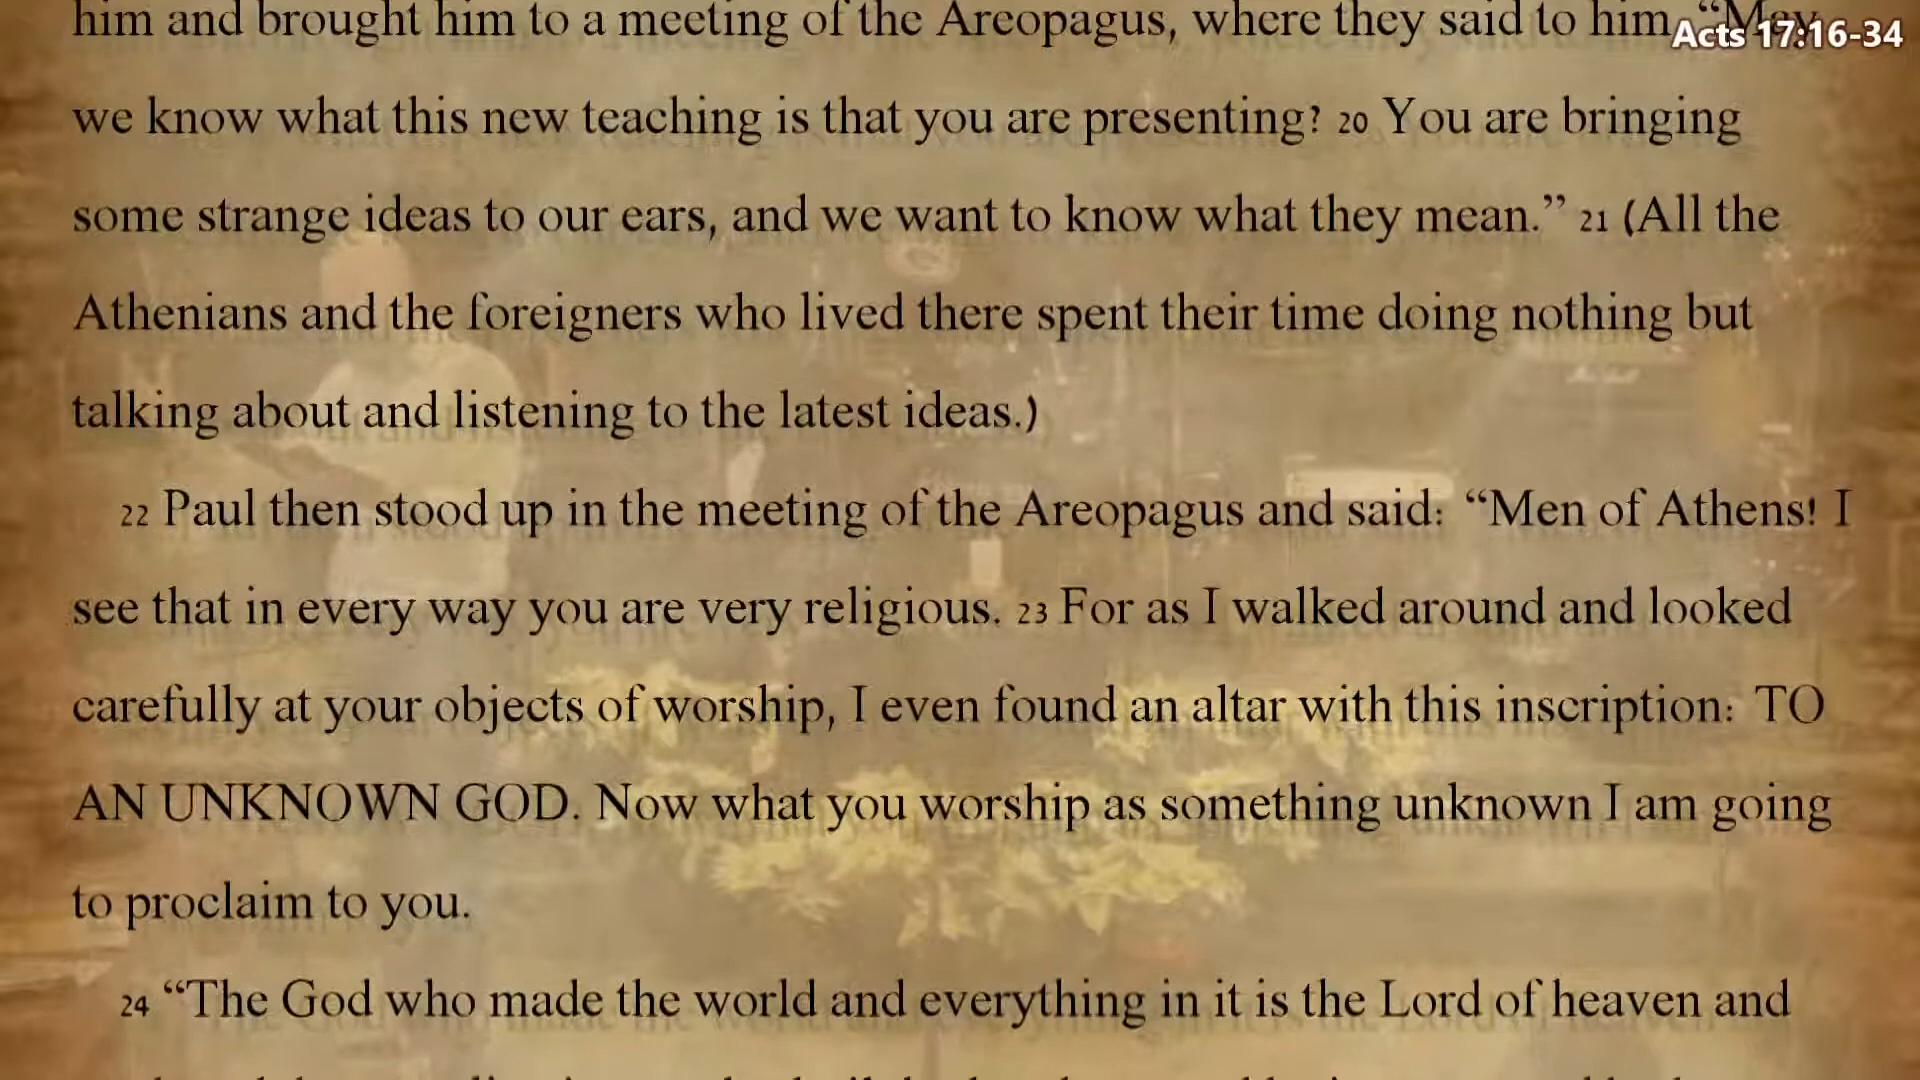 him and brought him to a meeting of the Areopagus, where they said to him, “May
Acts 17:16-34
we know what this new teaching is that you are presenting? 20 You are bringing
some strange ideas to our ears, and we want to know what they mean.” 21 (All the
Athenians and the foreigners who lived there spent their time doing nothing but
talking about and listening to the latest ideas.)
22 Paul then stood up in the meeting of the Areopagus and said: “Men of Athens! I
see that in every way you are very religious. 23 For as I walked around and looked
carefully at your objects of worship, I even found an altar with this inscription: TO
AN UNKNOWN GOD. Now what you worship as something unknown I am going
to proclaim to you.
24 “The God who made the world and everything in it is the Lord of heaven and